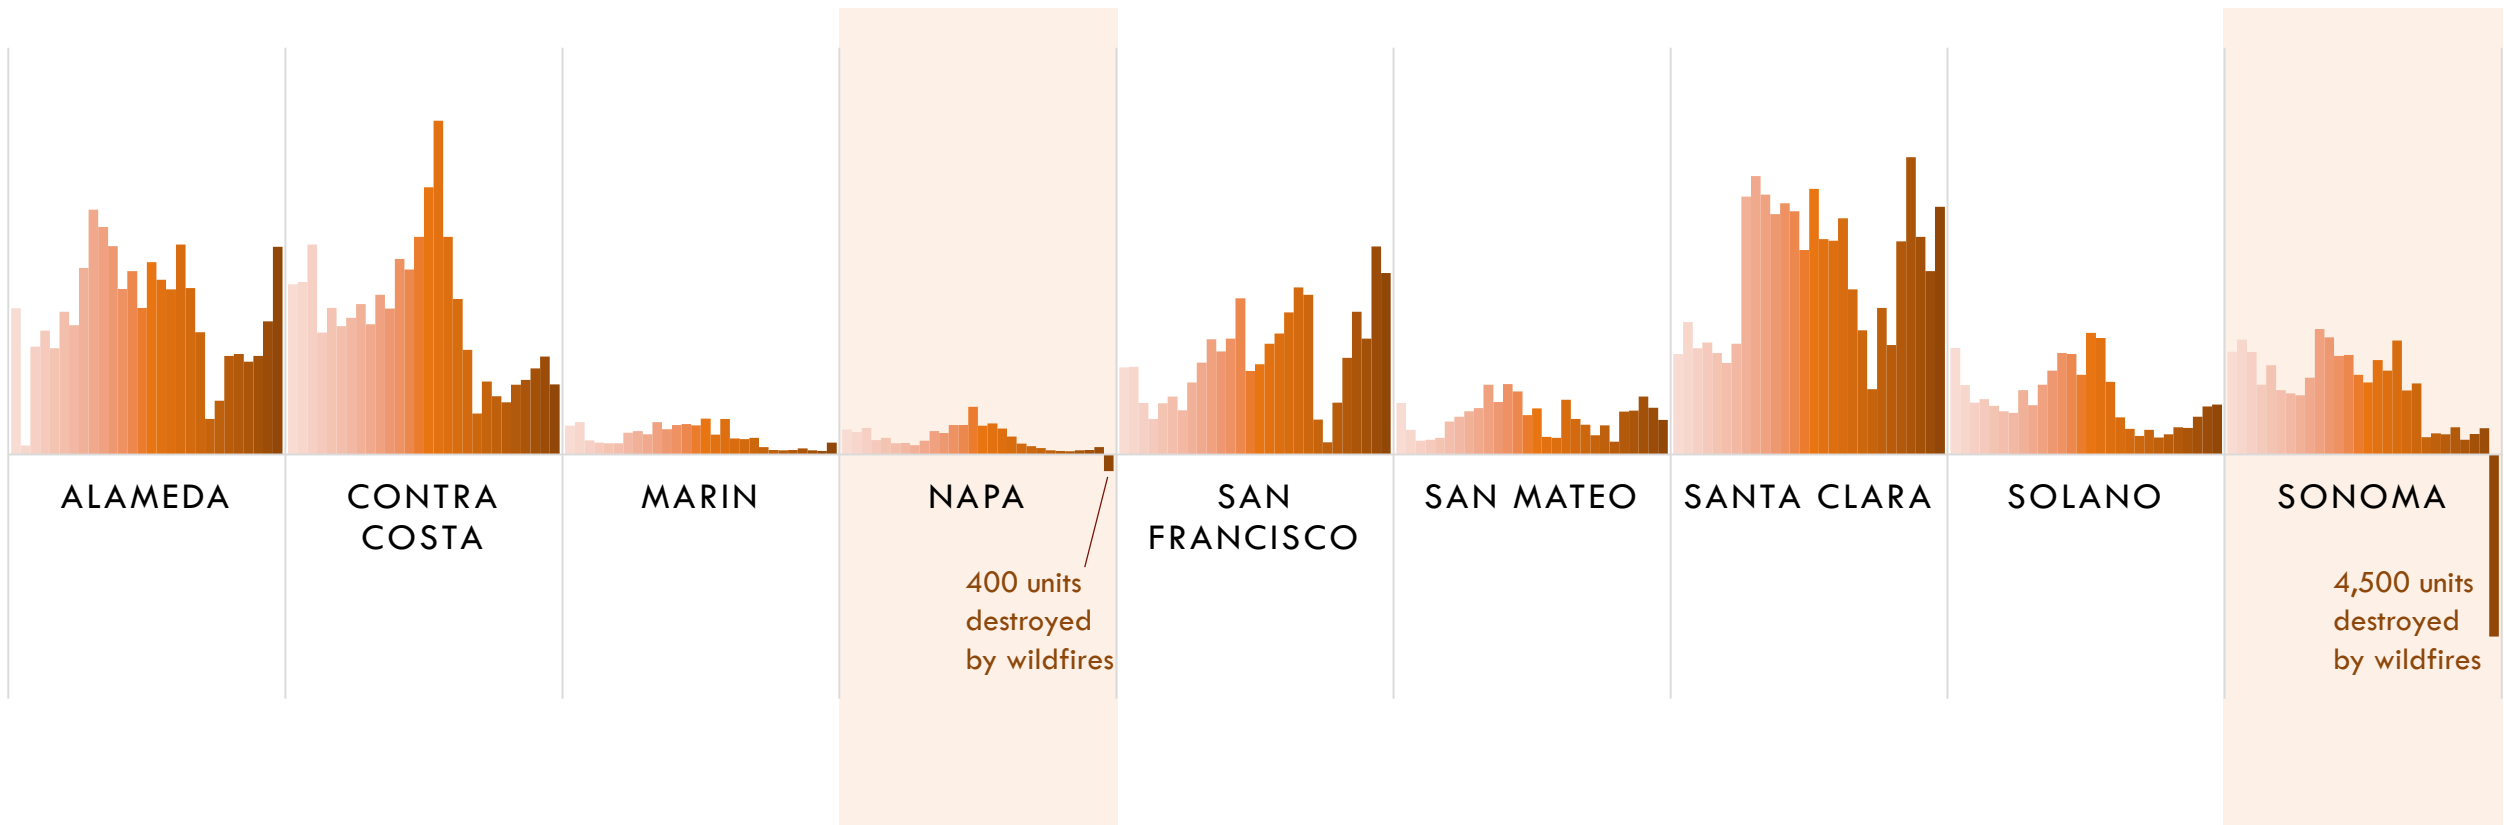 ALAMEDA
CONTRA
COSTA
MARIN
NAPA
SAN
FRANCISCO
SAN MATEO
SANTA CLARA
SOLANO
SONOMA
400 units
destroyed
by wildfires
4,500 units
destroyed
by wildfires